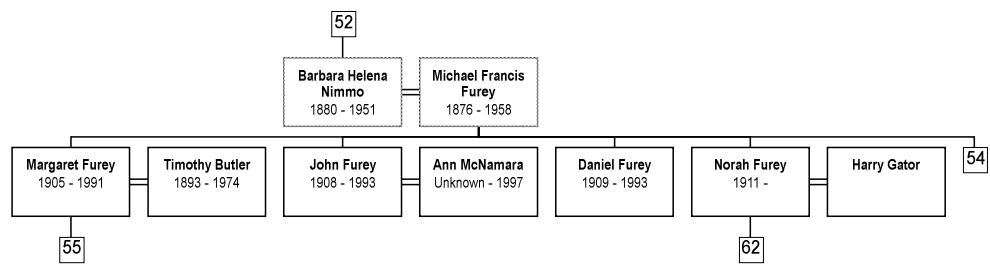 52
Barbara Helena
Nimmo
1880 - 1951
Michael Francis
Furey
1876 - 1958
Margaret Furey
1905 - 1991
Timothy Butler
1893 - 1974
John Furey
1908 - 1993
Ann McNamara
Unknown - 1997
Daniel Furey
1909 - 1993
Norah Furey
1911 -
Harry Gator
54
55
62